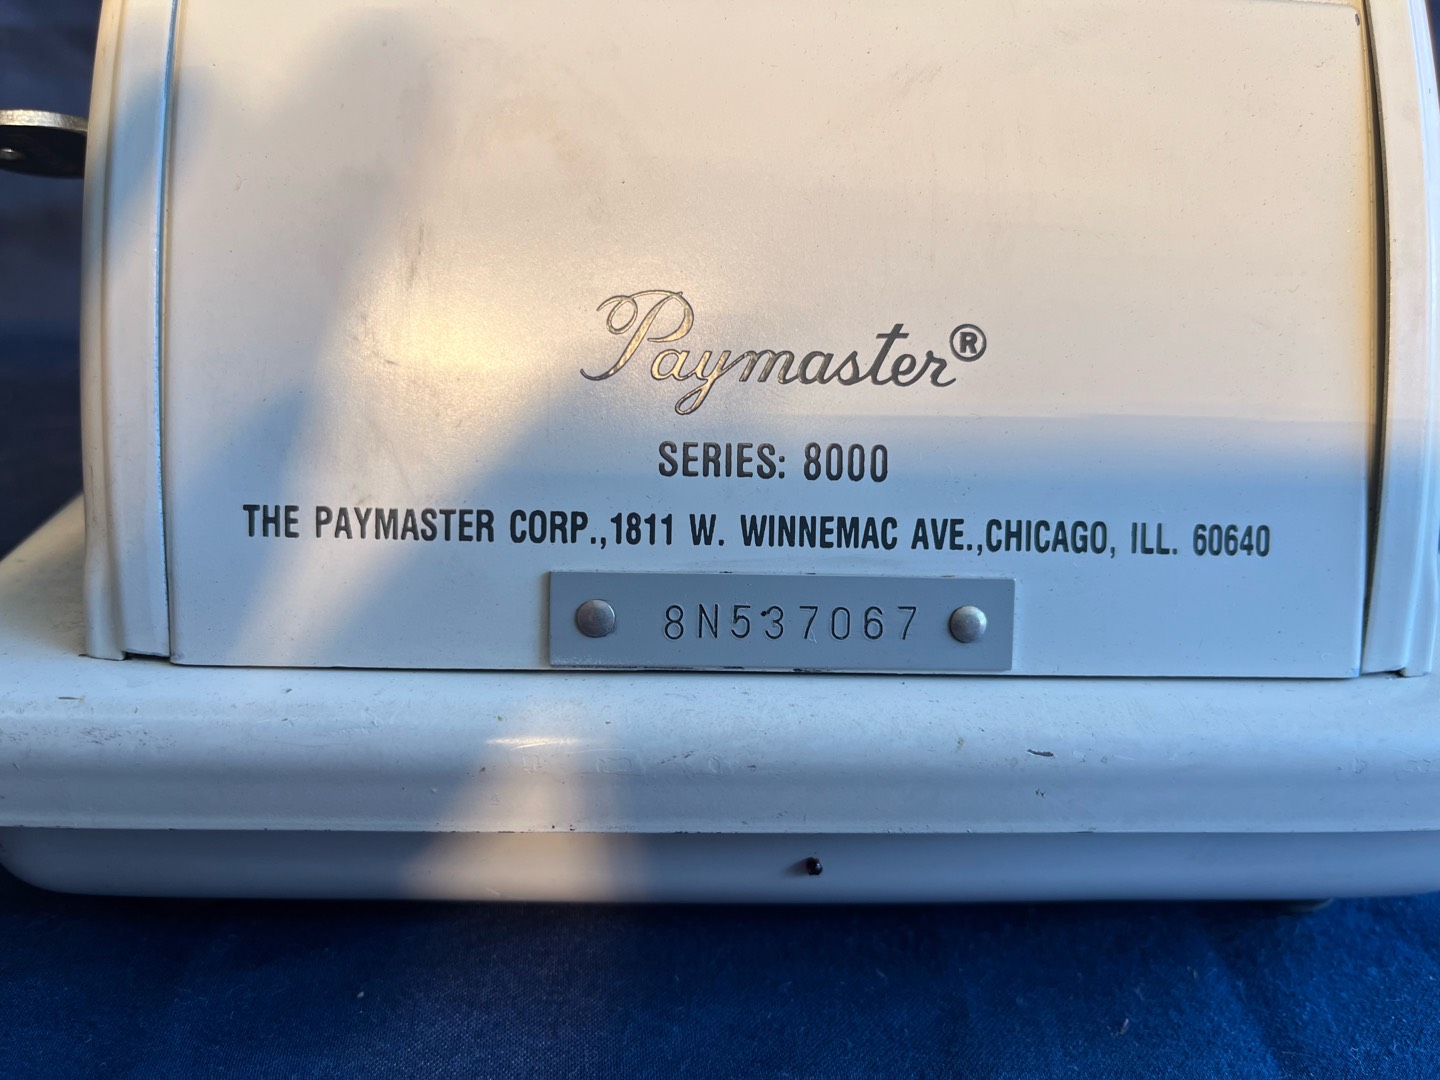 Paymaster®
SERIES: 8000
THE PAYMASTER CORP.,1811 W. WINNEMAC AVE.,CHICAGO, ILL. 60640
8N537067